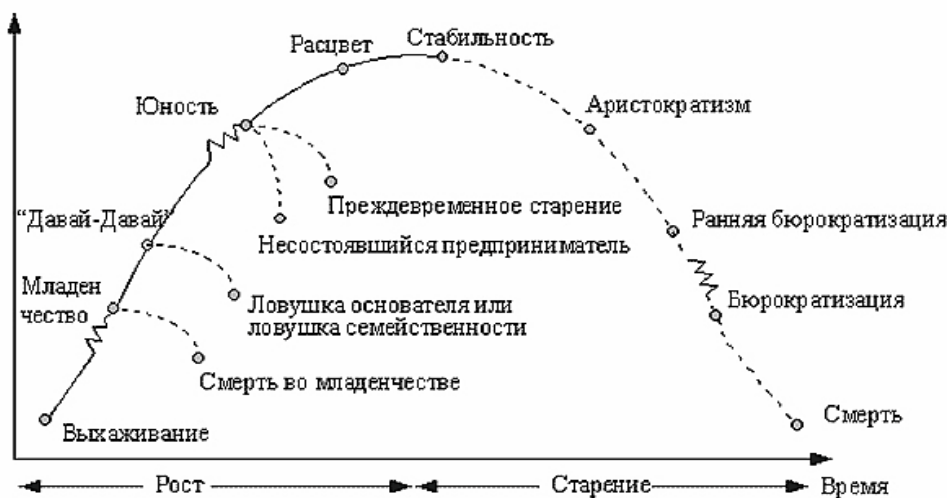 Стабильность
Расцвет
Аристократизм
Юность
Преждевременное старение
“Давай-Давай”
Ранняя бюрократизация
Несостоявшийся предприниматель
Младен
чество
Ловушка основателя или
ловушка семейственности
Бюрократизация
Смерть во младенчестве
Смерть
Выхаживание
Рост
Старение
Время